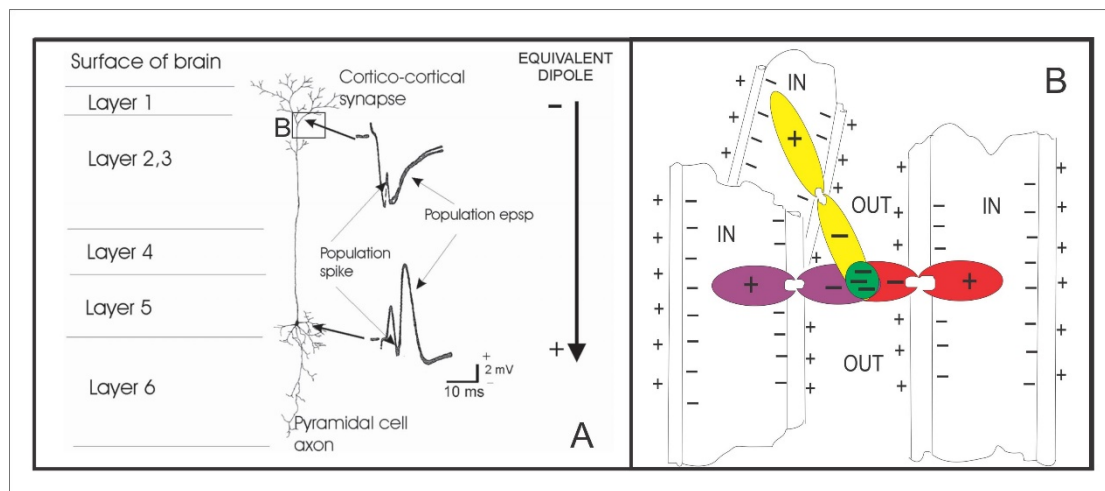 Surface of brain
Layer 1
Layer 2,3
Layer 4
Layer 5
Layer 6
B
Cortico-cortical
synapse
Population epsp
Population
spike
+
2 mV
–
10 ms
Pyramidal cell
axon
EQUIVALENT
DIPOLE
–
+
A
B
IN
OUT
IN
IN
OUT